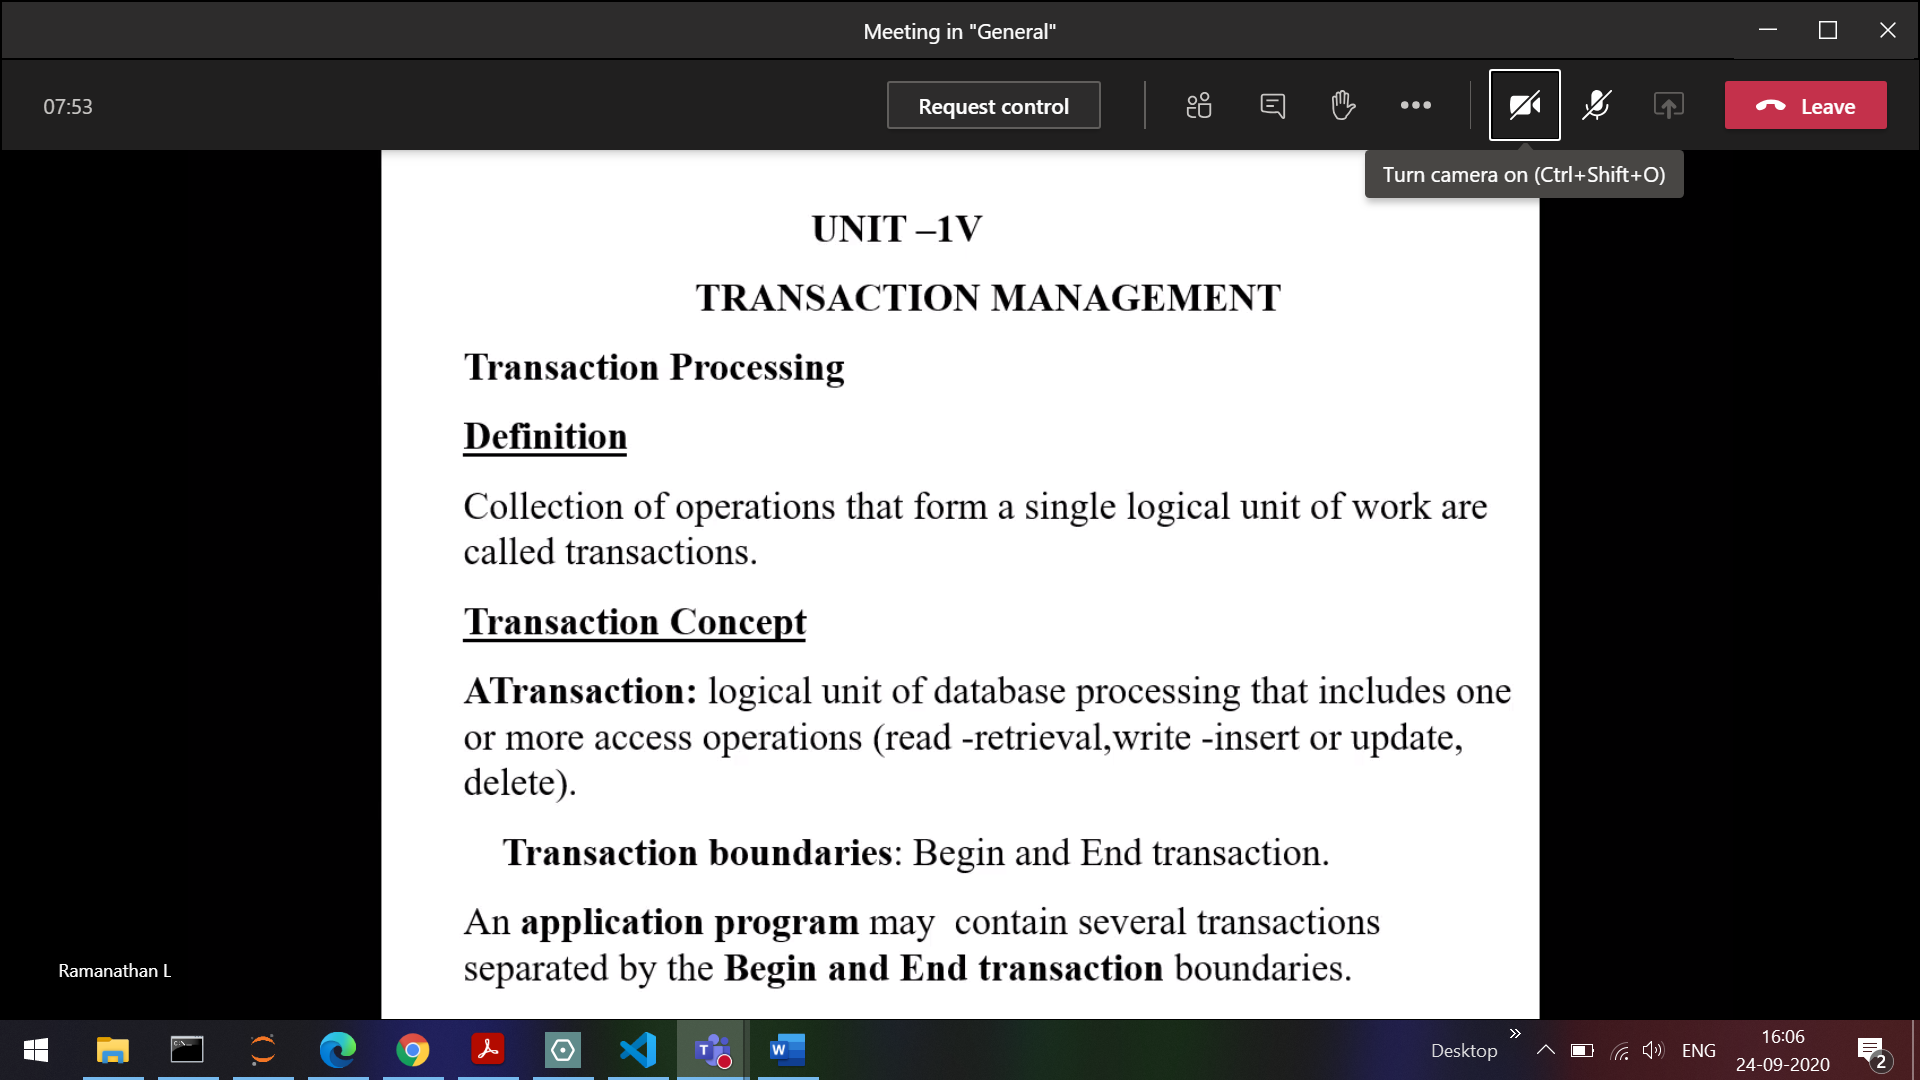 Meeting in "General"
07:53
Request control
Leave
Turn camera on (Ctrl+Shift+O)
UNIT –1V
TRANSACTION MANAGEMENT
Transaction Processing
Definition
Collection of operations that form a single logical unit of work are
called transactions.
Transaction Concept
ATransaction: logical unit of database processing that includes one
or more access operations (read -retrieval,write -insert or update,
delete).
Transaction boundaries: Begin and End transaction.
An application program may  contain several transactions
separated by the Begin and End transaction boundaries.
Ramanathan L
Desktop
ENG
16:06
24-09-2020
2